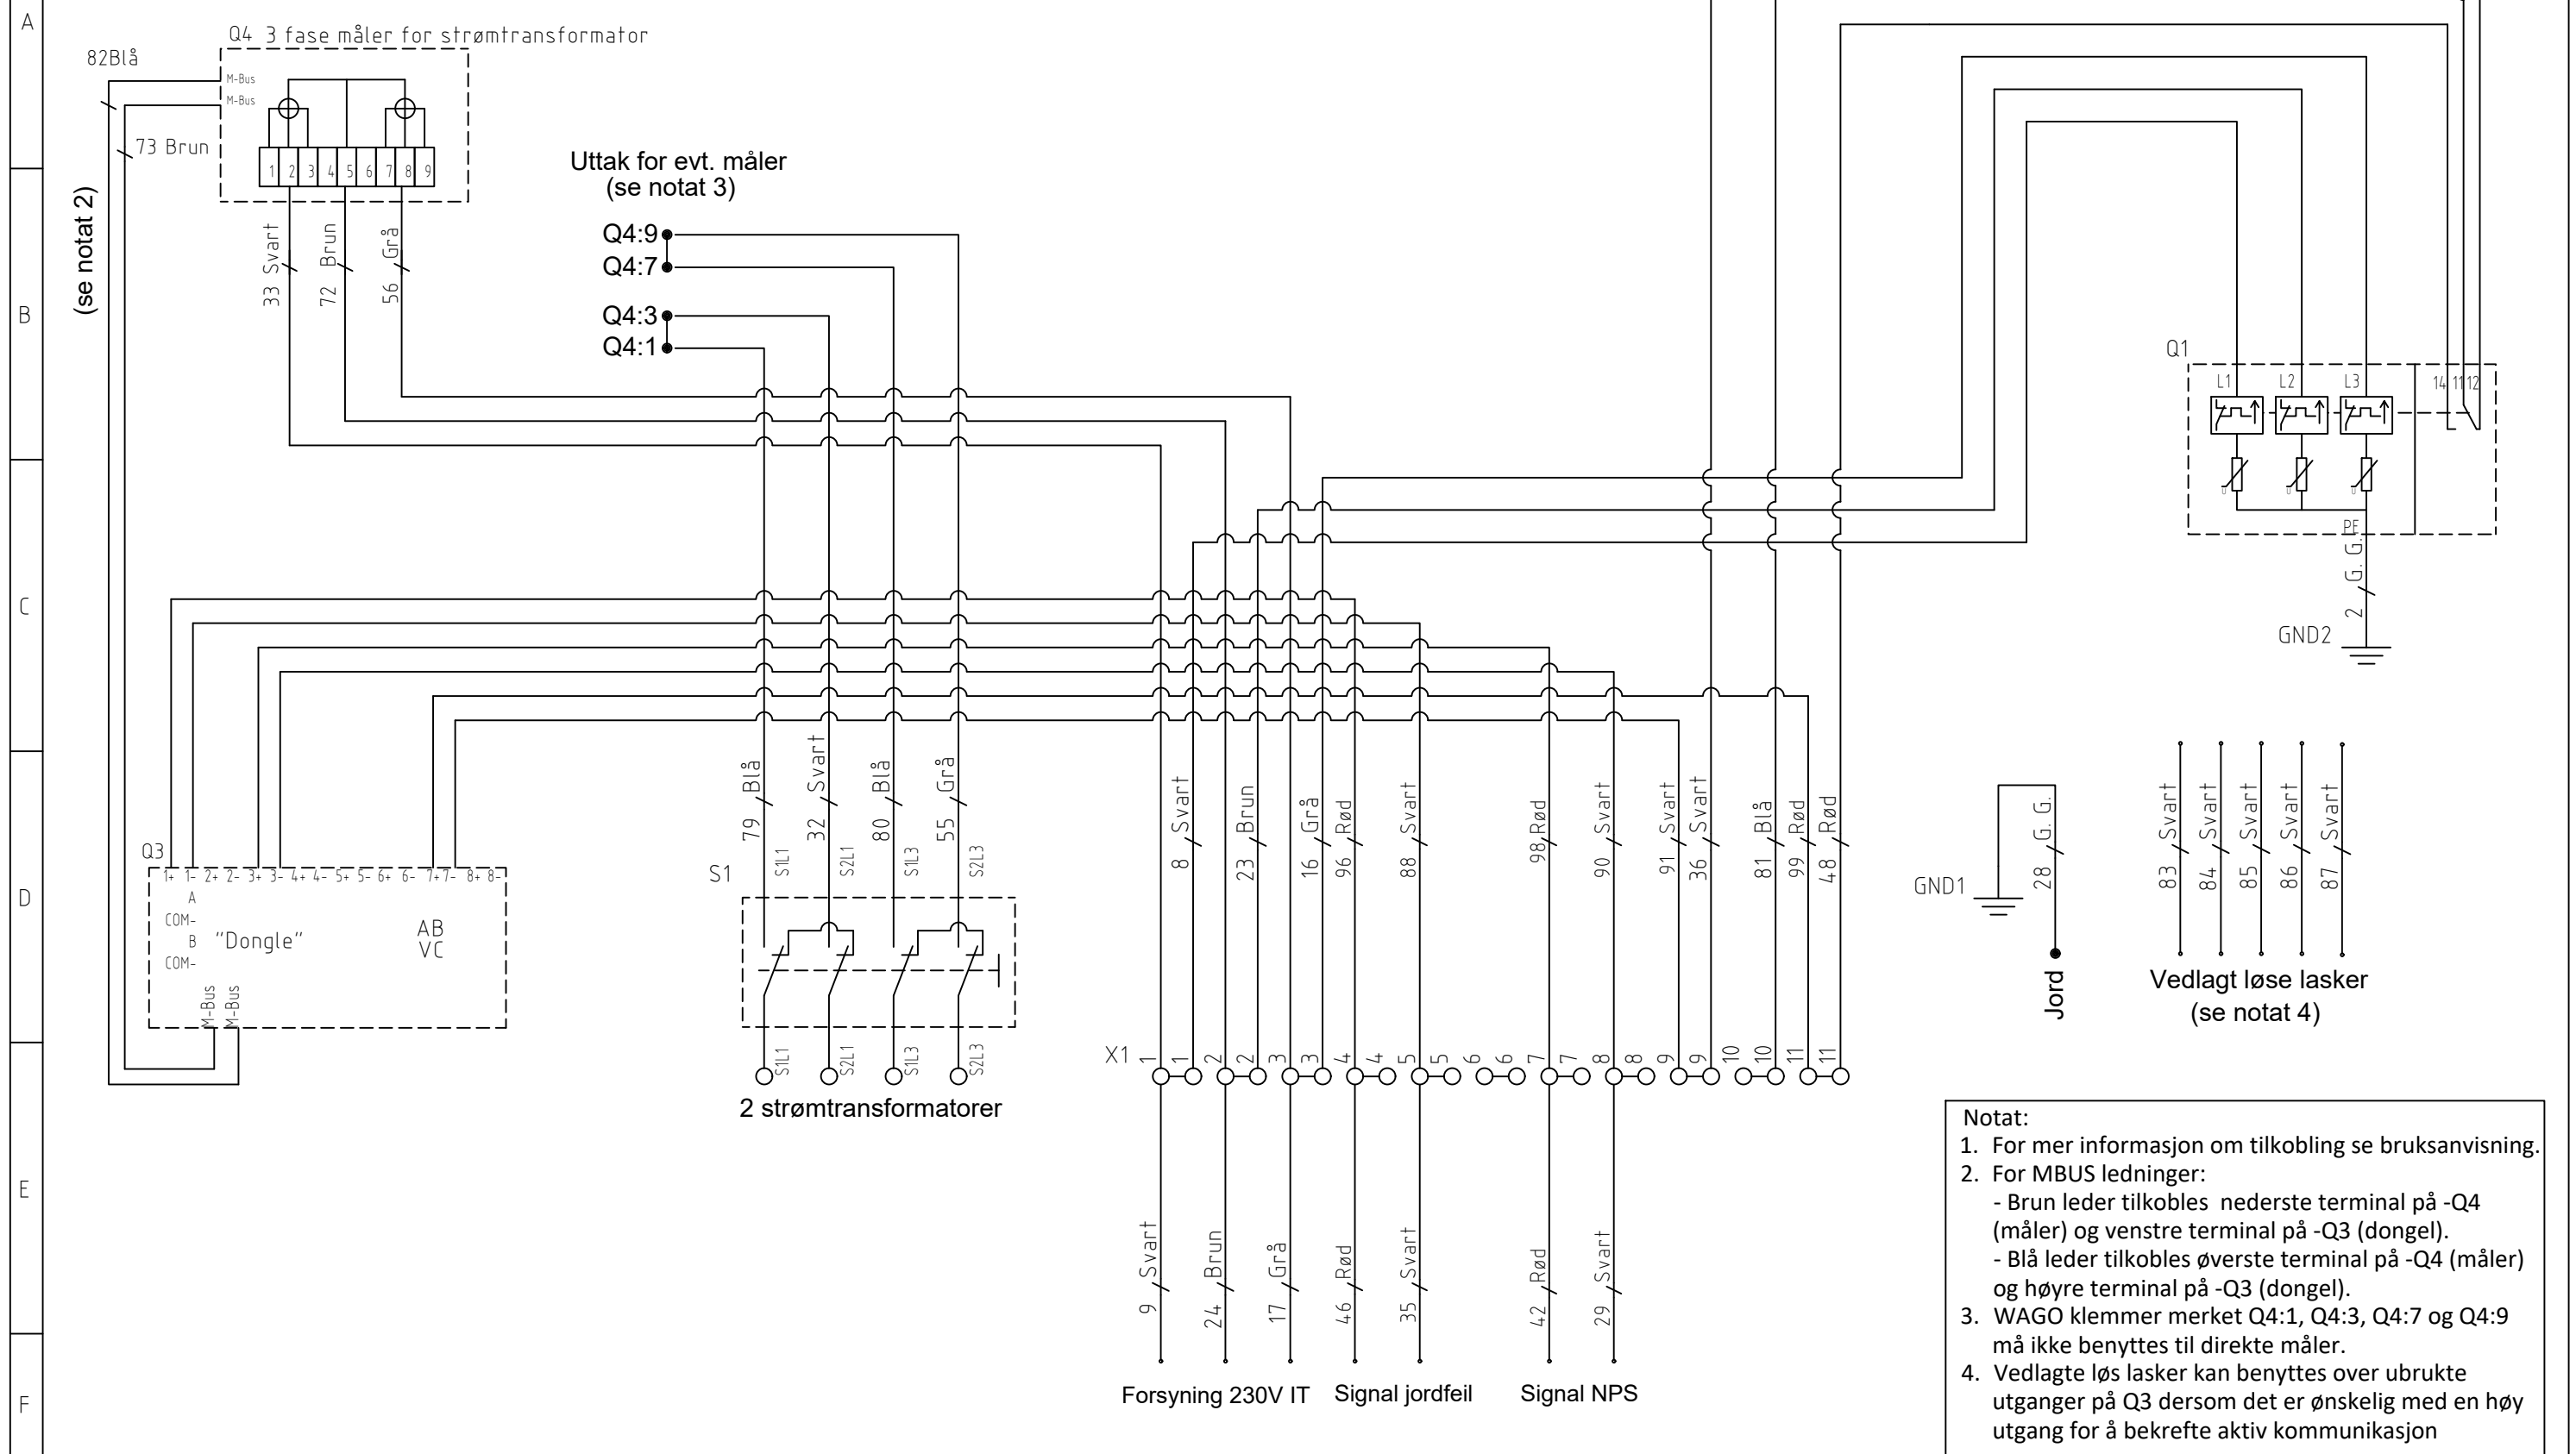 A
B
C
D
E
F
Q4 3 fase måler for strømtransformator
82Blå
M-Bus
M-Bus
73 Brun
1 2 3 4 5 6 7 8 9
(se notat 2)
33 Svart
72 Brun
56 Grå
Uttak for evt. måler
(se notat 3)
Q4:9
Q4:7
Q4:3
Q4:1
Q1
L1 L2 L3 14 11 12
U U U
PE
2 G. G.
GND2
Q3
1+ 1- 2+ 2- 3+ 3- 4+ 4- 5+ 5- 6+ 6- 7+ 7- 8+ 8-
A
COM-
B
COM-
"Dongle"
AB
VC
M-Bus
M-Bus
79 Blå
32 Svart
80 Blå
55 Grå
S1
S1L1
S2L1
S1L3
S2L3
S1L1
S2L1
S1L3
S2L3
2 strømtransformatorer
8 Svart
23 Brun
16 Grå
96 Rød
88 Svart
98 Rød
90 Svart
91 Svart
36 Svart
81 Blå
99 Rød
48 Rød
X1 1 1 2 2 3 3 4 4 5 5 6 6 7 7 8 8 9 9 10 10 11 11
9 Svart
24 Brun
17 Grå
46 Rød
35 Svart
42 Rød
29 Svart
Forsyning 230V IT
Signal jordfeil
Signal NPS
GND1
28 G. G.
Jord
83 Svart
84 Svart
85 Svart
86 Svart
87 Svart
Vedlagt løse lasker
(se notat 4)
Notat:
1. For mer informasjon om tilkobling se bruksanvisning.
2. For MBUS ledninger:
- Brun leder tilkobles nederste terminal på -Q4
(måler) og venstre terminal på -Q3 (dongel).
- Blå leder tilkobles øverste terminal på -Q4 (måler)
og høyre terminal på -Q3 (dongel).
3. WAGO klemmer merket Q4:1, Q4:3, Q4:7 og Q4:9
må ikke benyttes til direkte måler.
4. Vedlagte løs lasker kan benyttes over ubrukte
utganger på Q3 dersom det er ønskelig med en høy
utgang for å bekrefte aktiv kommunikasjon